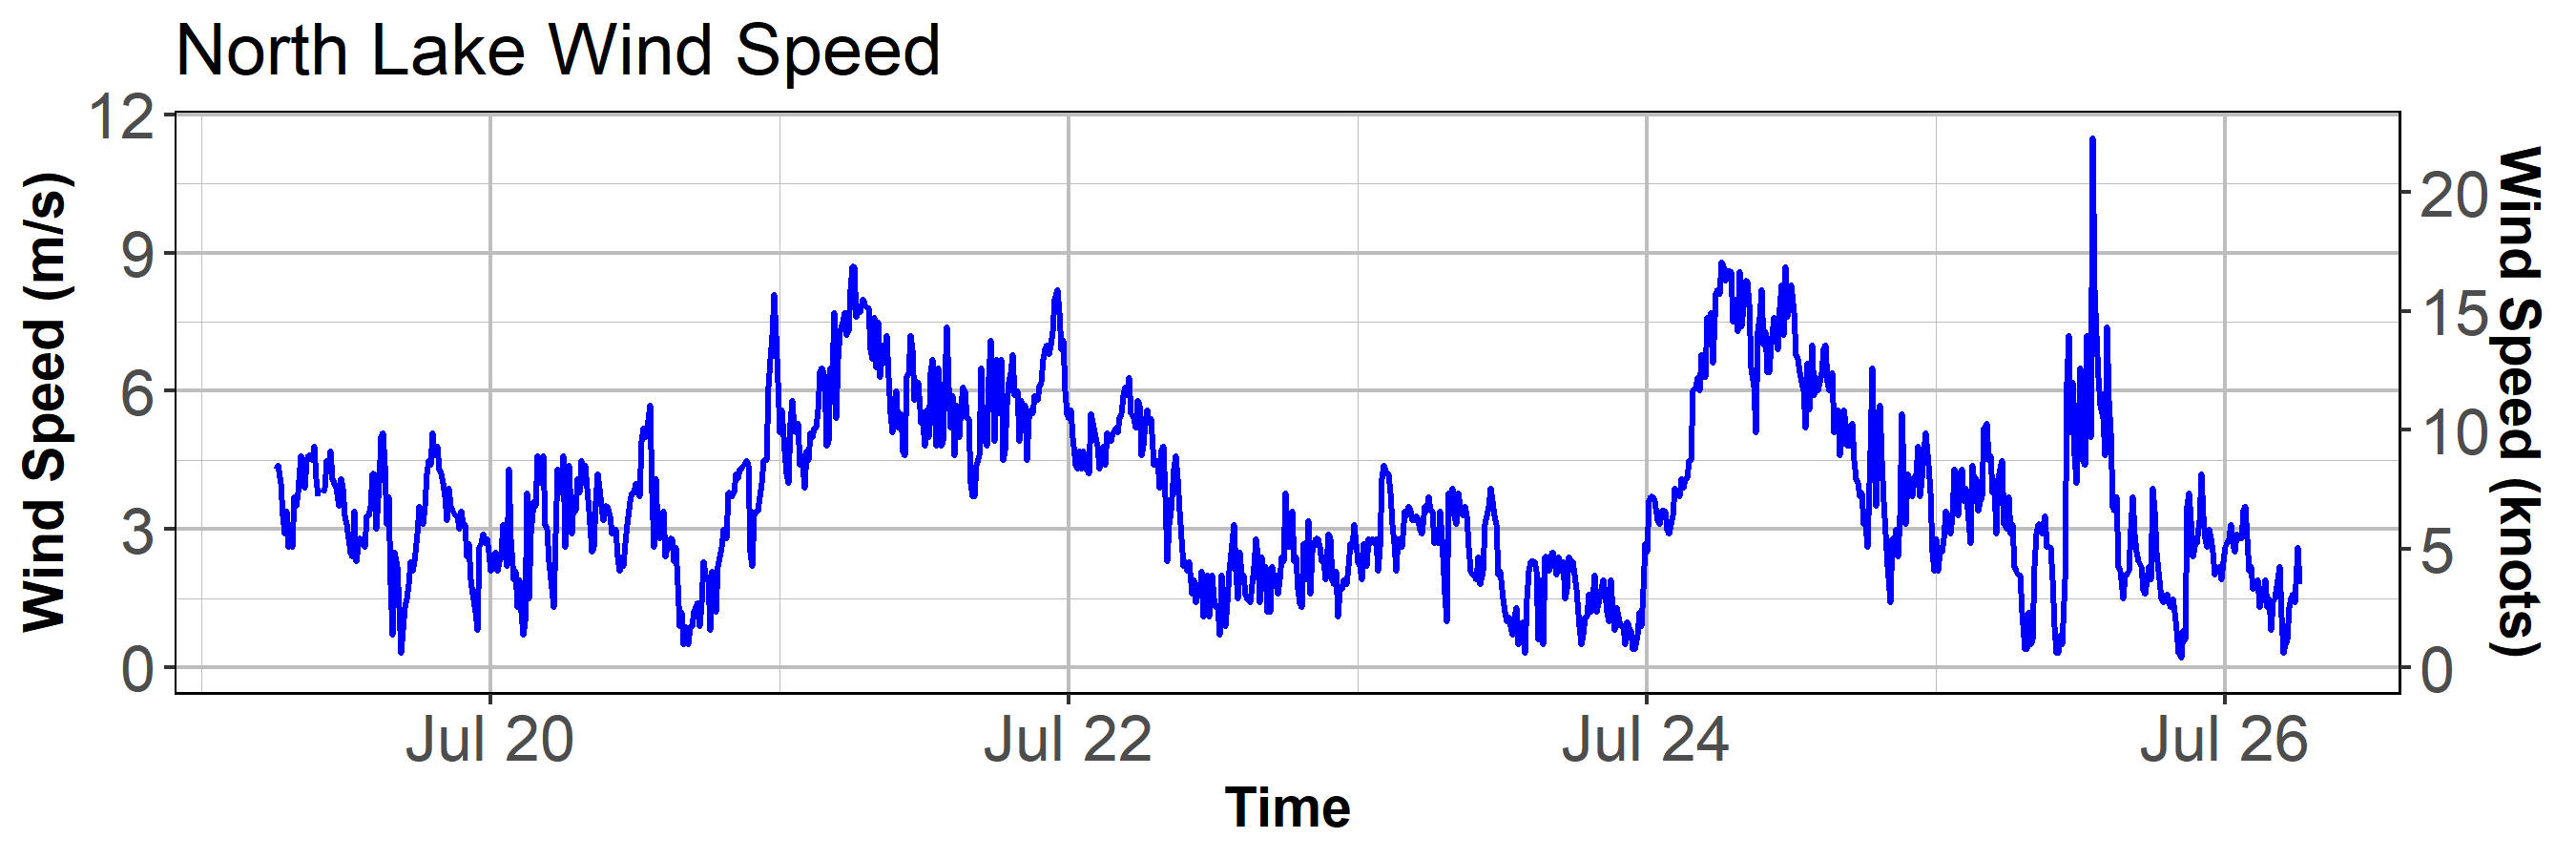 North Lake Wind Speed
Wind Speed (m/s)
12
9
6
3
0
20
15
10
5
0
Wind Speed (knots)
Jul 20
Jul 22
Jul 24
Jul 26
Time